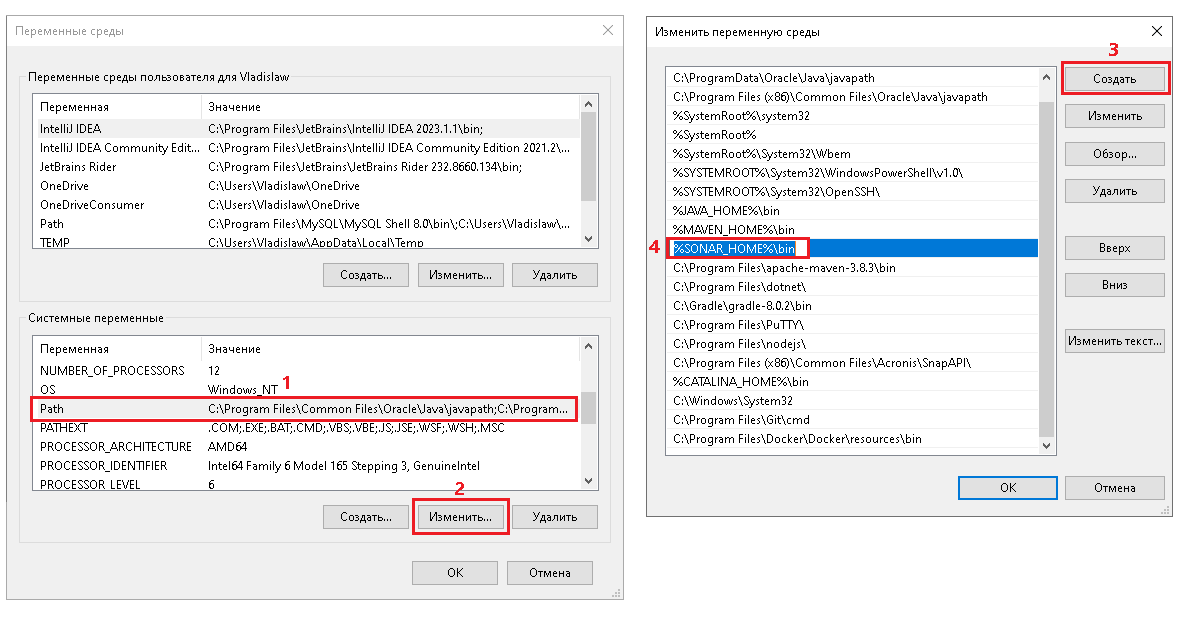 Переменные среды
Переменные среды пользователя для Vladislaw
Переменная Значение
IntelliJ IDEA C:\Program Files\JetBrains\IntelliJ IDEA 2023.1.1\bin;
IntelliJ IDEA Community Edit... C:\Program Files\JetBrains\IntelliJ IDEA Community Edition 2021.2\...
JetBrains Rider C:\Program Files\JetBrains\JetBrains Rider 232.8660.134\bin;
OneDrive C:\Users\Vladislaw\OneDrive
OneDriveConsumer C:\Users\Vladislaw\OneDrive
Path C:\Program Files\MySQL\MySQL Shell 8.0\bin\;C:\Users\Vladislaw...
TEMP C:\Users\Vladislaw\AppData\Local\Temp
Создать... Изменить... Удалить
Системные переменные
Переменная Значение
NUMBER_OF_PROCESSORS 12
OS Windows_NT
1
Path C:\Program Files\Common Files\Oracle\Java\javapath;C:\Program...
PATHEXT .COM;.EXE;.BAT;.CMD;.VBS;.VBE;.JS;.JSE;.WSF;.WSH;.MSC
PROCESSOR_ARCHITECTURE AMD64
PROCESSOR_IDENTIFIER Intel64 Family 6 Model 165 Stepping 3, GenuineIntel
PROCESSOR_LEVEL 6
2
Создать... Изменить... Удалить
OK Отмена
Изменить переменную среды
3
C:\ProgramData\Oracle\Java\javapath
C:\Program Files (x86)\Common Files\Oracle\Java\javapath
%SystemRoot%\system32
%SystemRoot%
%SystemRoot%\System32\Wbem
%SYSTEMROOT%\System32\WindowsPowerShell\v1.0\
%SYSTEMROOT%\System32\OpenSSH\
%JAVA_HOME%\bin
%MAVEN_HOME%\bin
4 %SONAR_HOME%\bin
C:\Program Files\apache-maven-3.8.3\bin
C:\Program Files\dotnet\
C:\Gradle\gradle-8.0.2\bin
C:\Program Files\PuTTY\
C:\Program Files\nodejs\
C:\Program Files (x86)\Common Files\Acronis\SnapAPI\
%CATALINA_HOME%\bin
C:\Windows\System32
C:\Program Files\Git\cmd
C:\Program Files\Docker\Docker\resources\bin
Создать
Изменить
Обзор...
Удалить
Вверх
Вниз
Изменить текст...
OK Отмена